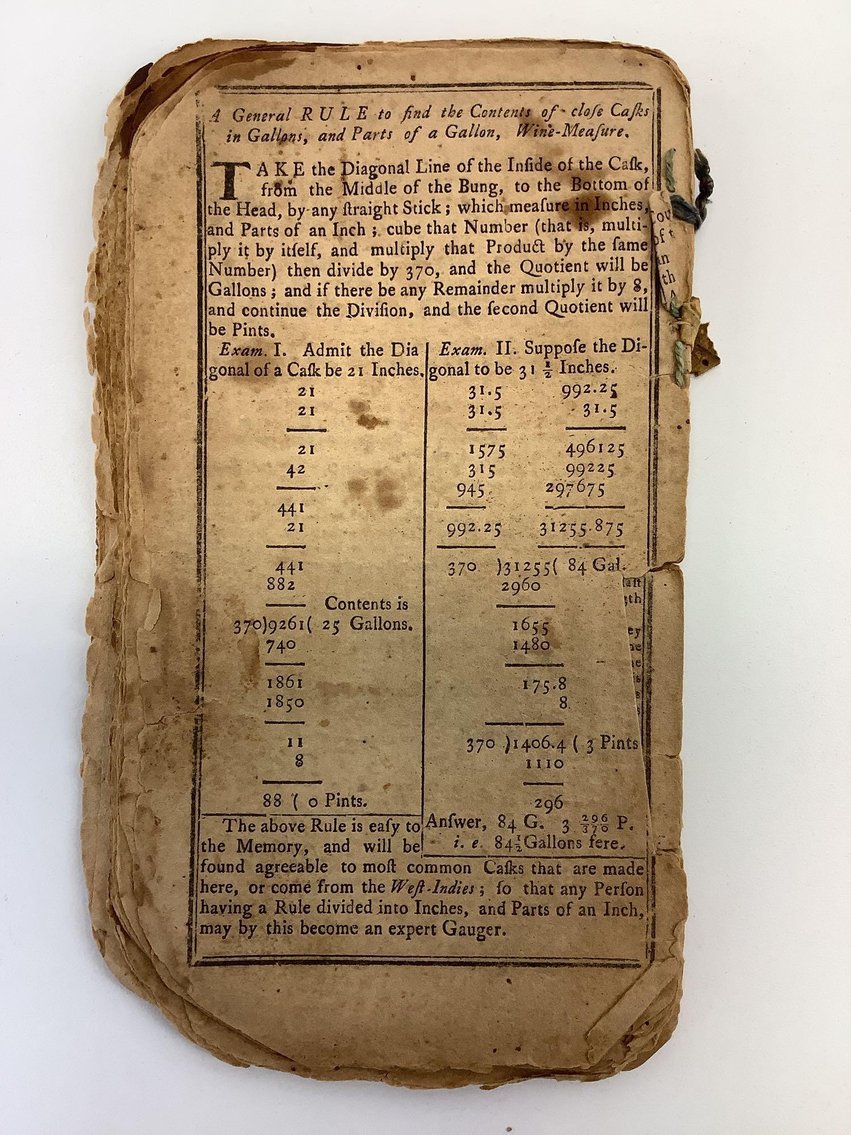 A General RULE to find the Contents of close Casks
in Gallons, and Parts of a Gallon, Wine-Measure.
TAKE the Diagonal Line of the Inside of the Cask,
from the Middle of the Bung, to the Bottom of
the Head, by any straight Stick; which measure in Inches,
and Parts of an Inch; cube that Number (that is, multi-
ply it by itself, and multiply that Product by the same
Number) then divide by 370, and the Quotient will be
Gallons; and if there be any Remainder multiply it by 8,
and continue the Division, and the second Quotient will
be Pints.
Exam. I. Admit the Dia
gonal of a Cask be 21 Inches.
21
21
21
42
441
21
441
882
Contents is
370)9261( 25 Gallons.
740
1861
1850
11
8
88 ( 0 Pints.
Exam. II. Suppose the Di-
gonal to be 31 1/2 Inches.
31.5 992.25
31.5 31.5
1575 496125
315 99225
945 297675
992.25 31255.875
370 )31255( 84 Gal.
2960
1655
1480
175.8
8
370 )1406.4 ( 3 Pints
1110
296
Answer, 84 G. 3 296/370 P.
i. e. 84 1/2 Gallons fere.
The above Rule is easy to
the Memory, and will be
found agreeable to most common Casks that are made
here, or come from the West-Indies; so that any Person
having a Rule divided into Inches, and Parts of an Inch,
may by this become an expert Gauger.